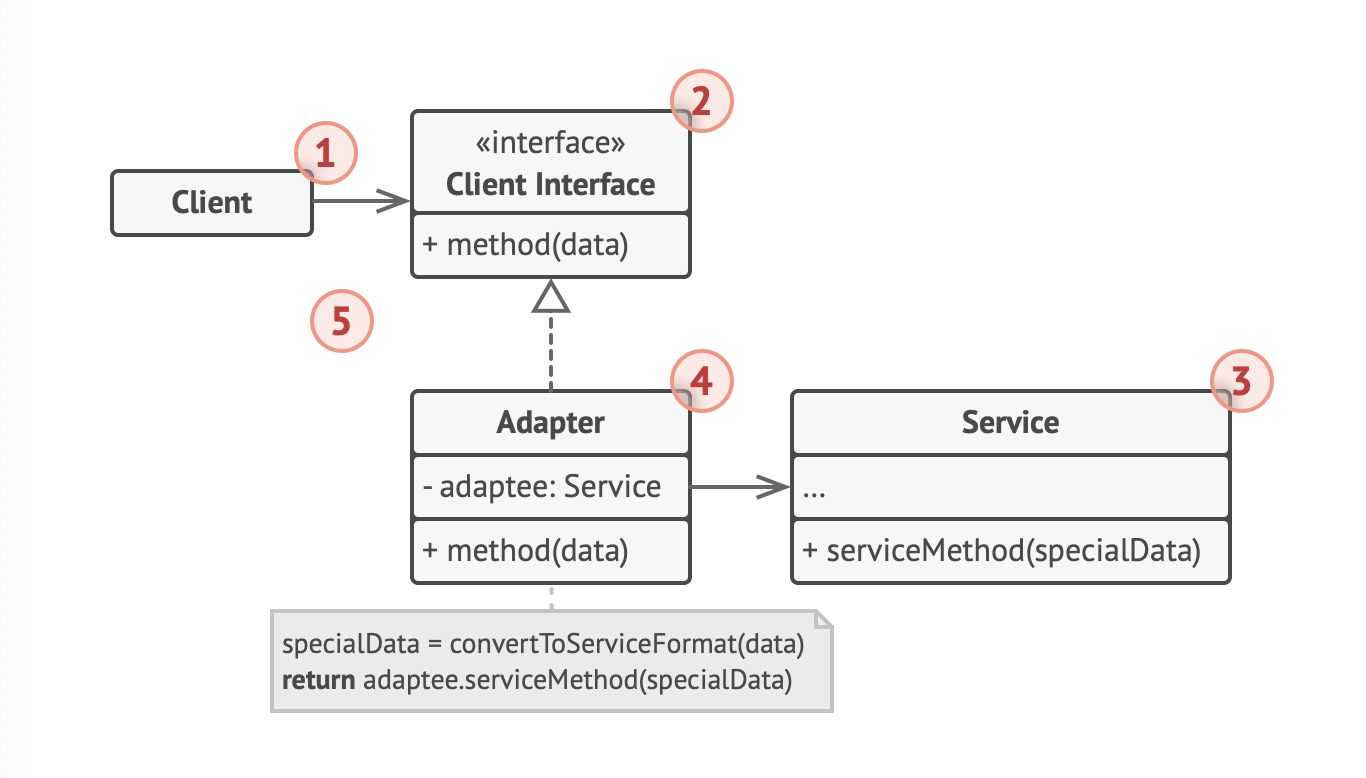 1
Client
2
«interface»
Client Interface
+ method(data)
5
4
Adapter
- adaptee: Service
+ method(data)
3
Service
...
+ serviceMethod(specialData)
specialData = convertToServiceFormat(data)
return adaptee.serviceMethod(specialData)